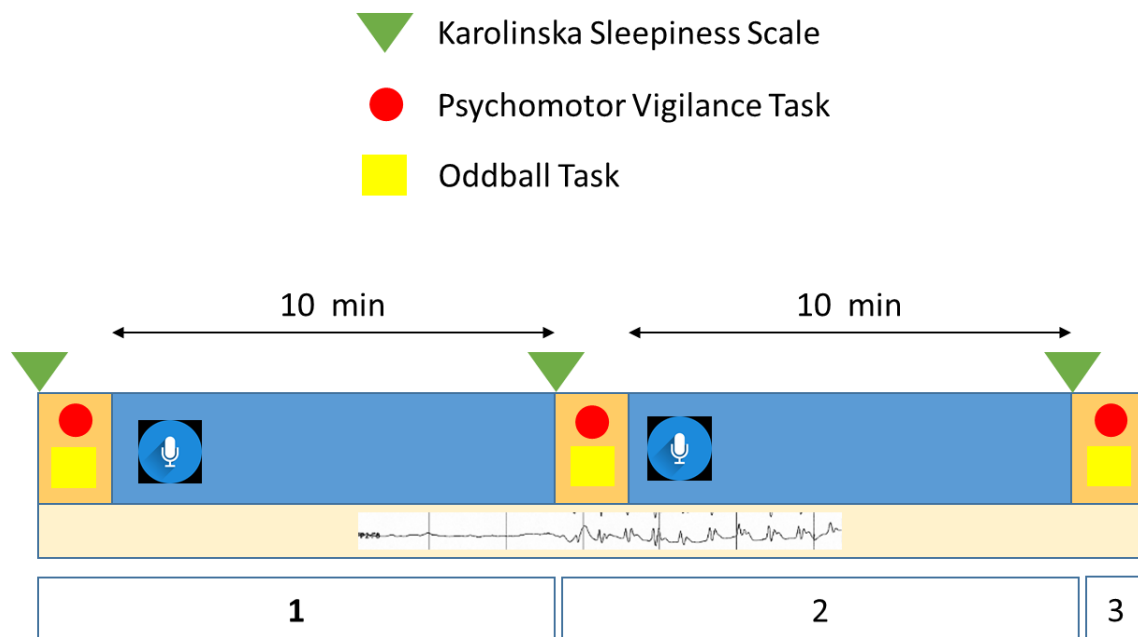 Karolinska Sleepiness Scale
Psychomotor Vigilance Task
Oddball Task
10 min
10 min
1
2
3